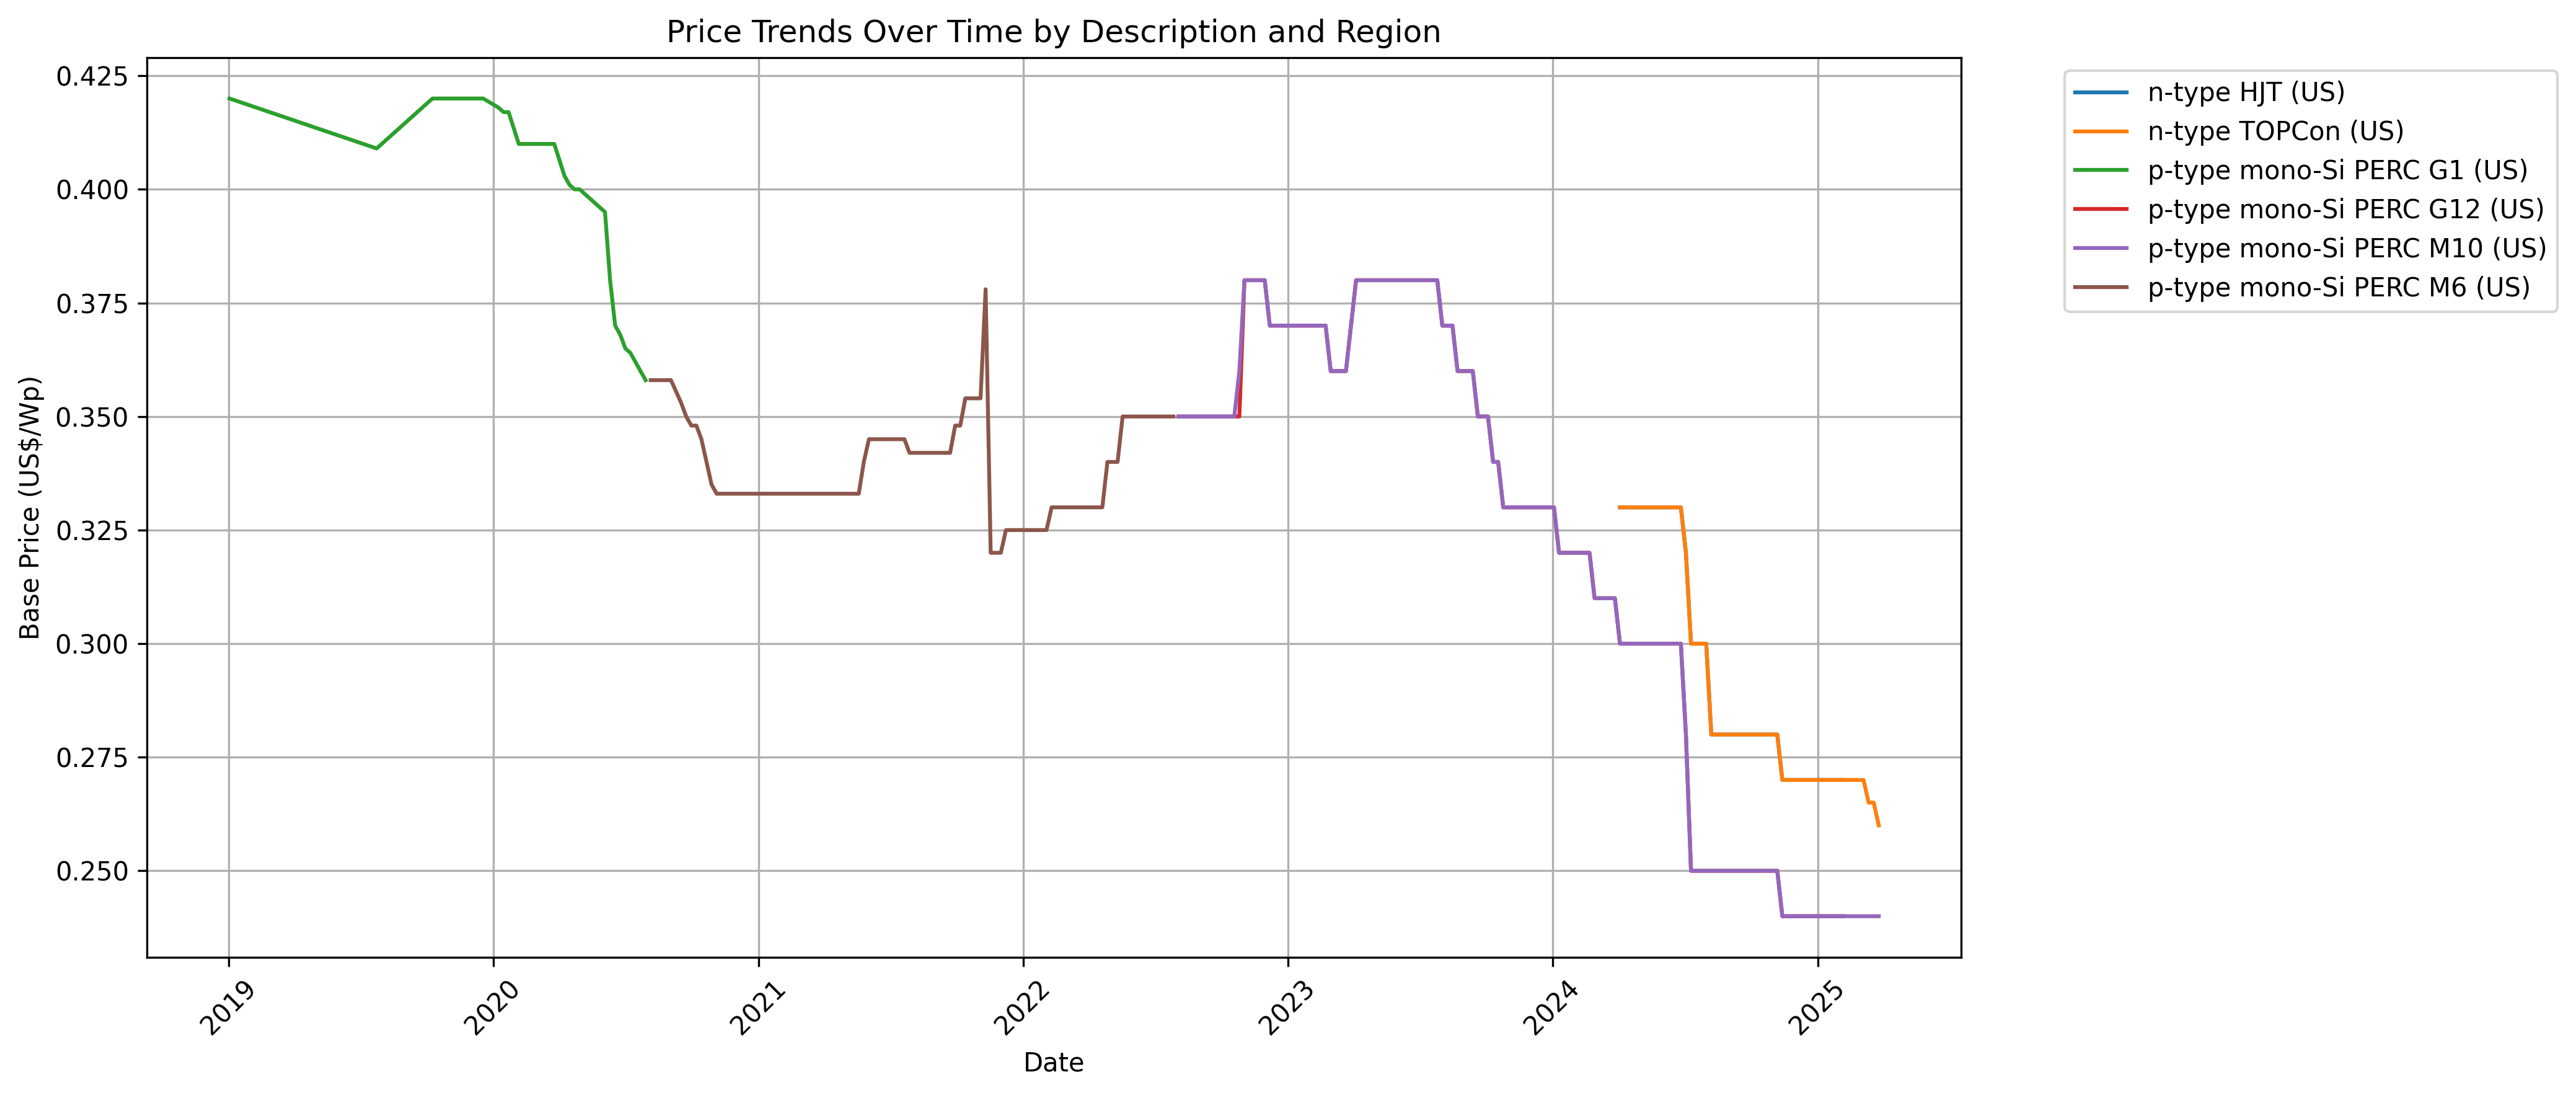 Price Trends Over Time by Description and Region
Base Price (US$/Wp)
0.425
0.400
0.375
0.350
0.325
0.300
0.275
0.250
2019
2020
2021
2022
2023
2024
2025
Date
n-type HJT (US)
n-type TOPCon (US)
p-type mono-Si PERC G1 (US)
p-type mono-Si PERC G12 (US)
p-type mono-Si PERC M10 (US)
p-type mono-Si PERC M6 (US)